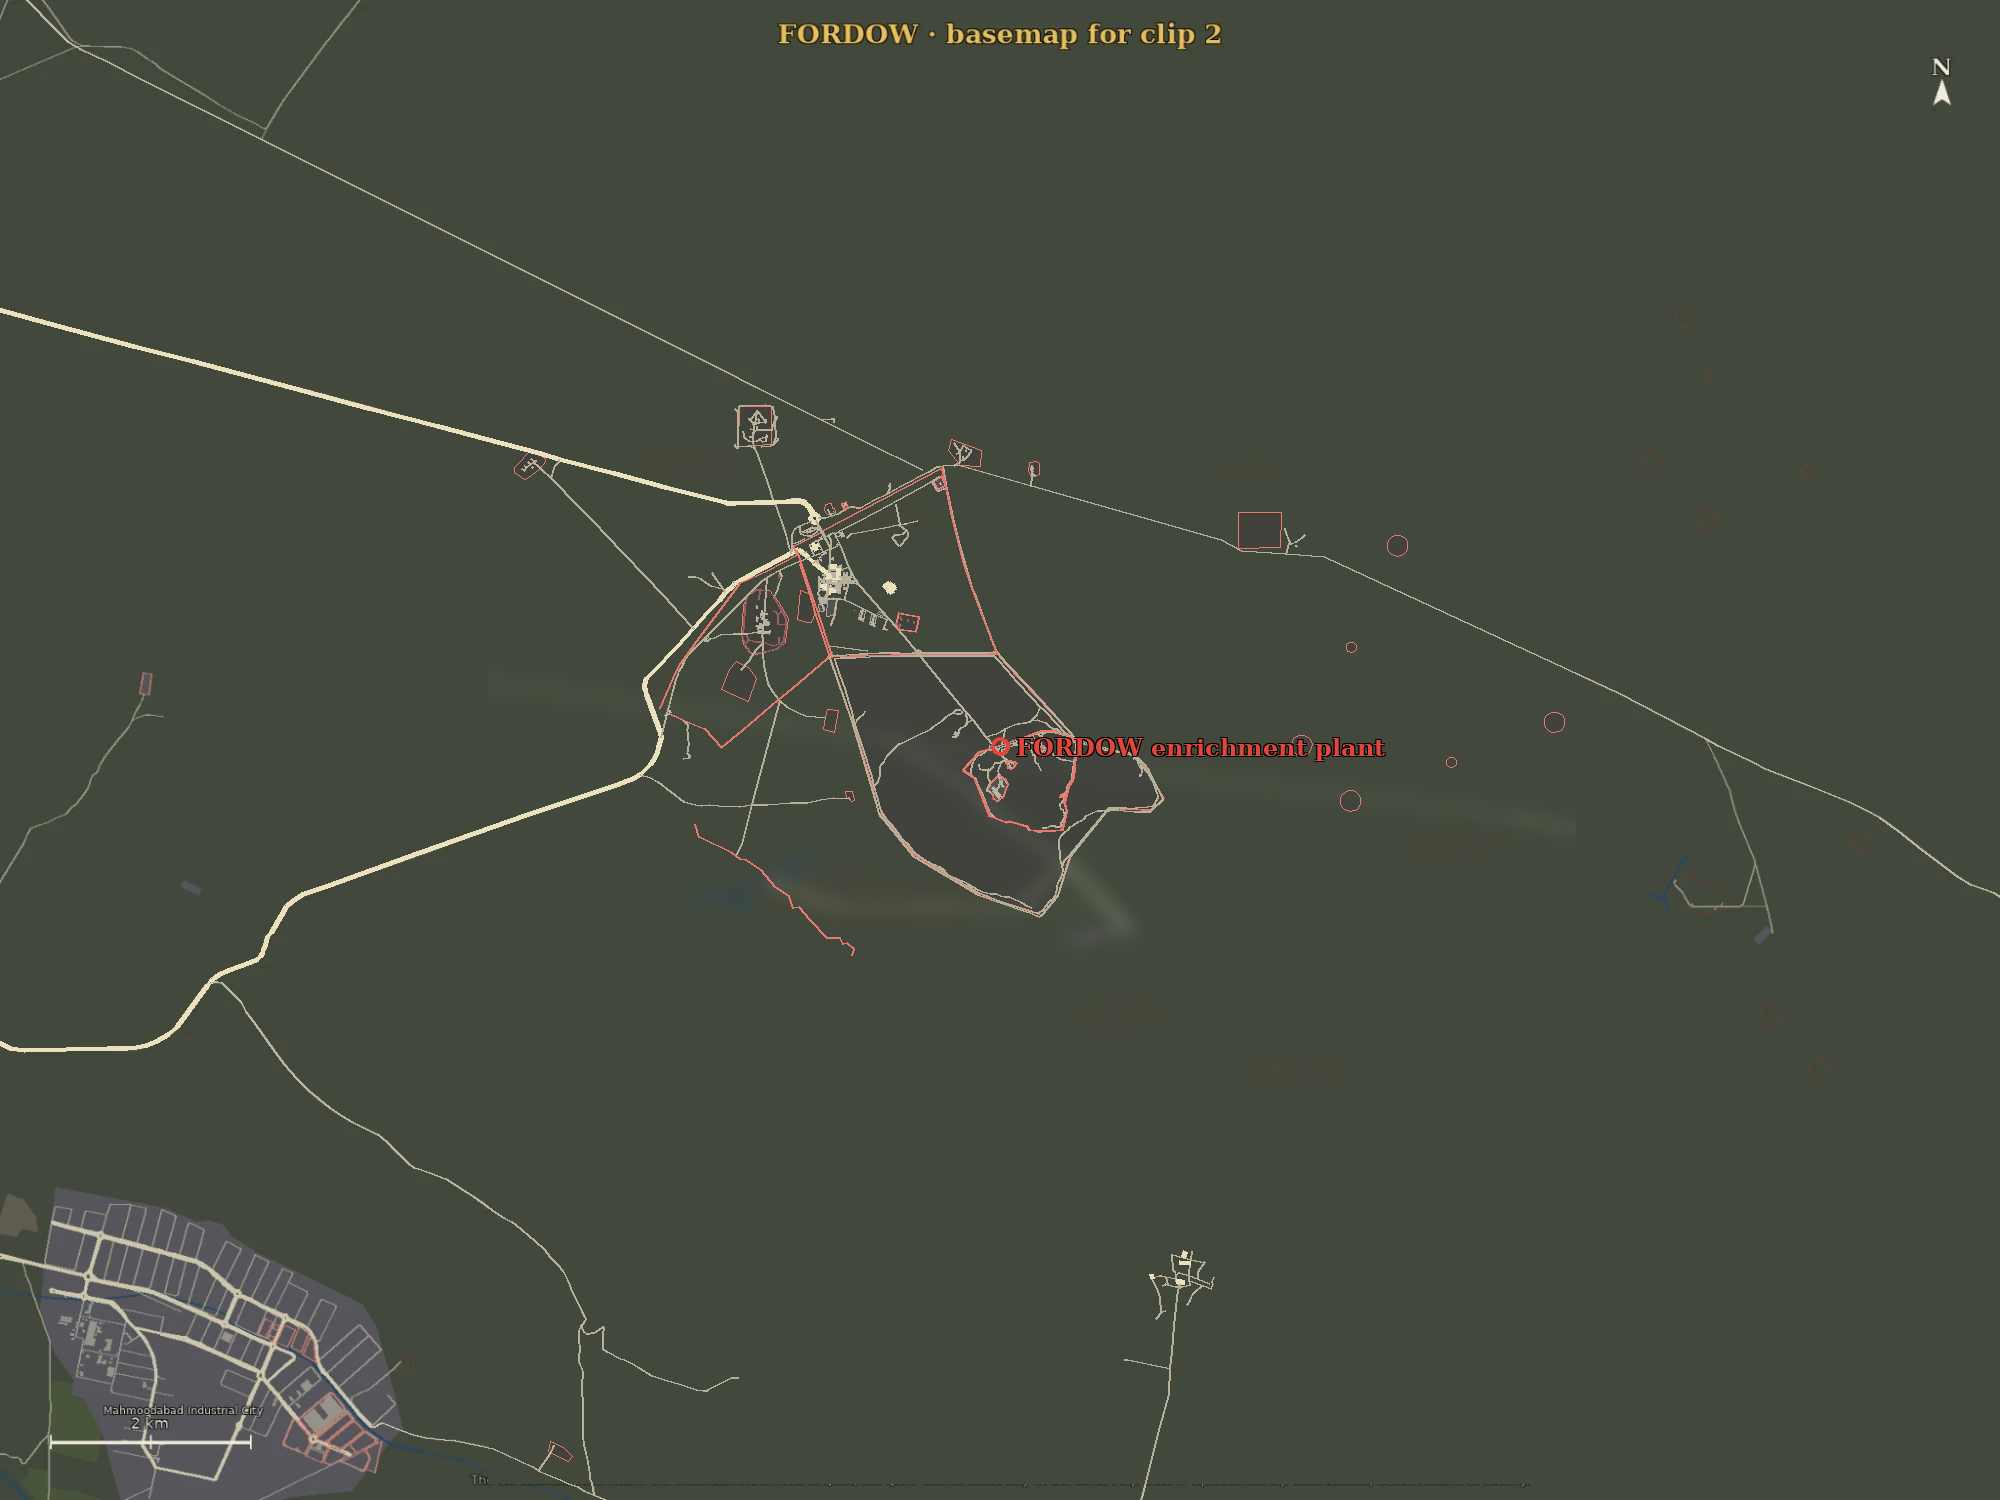 FORDOW · basemap for clip 2
N
FORDOW enrichment plant
Mahmoodabad Industrial City
2 km